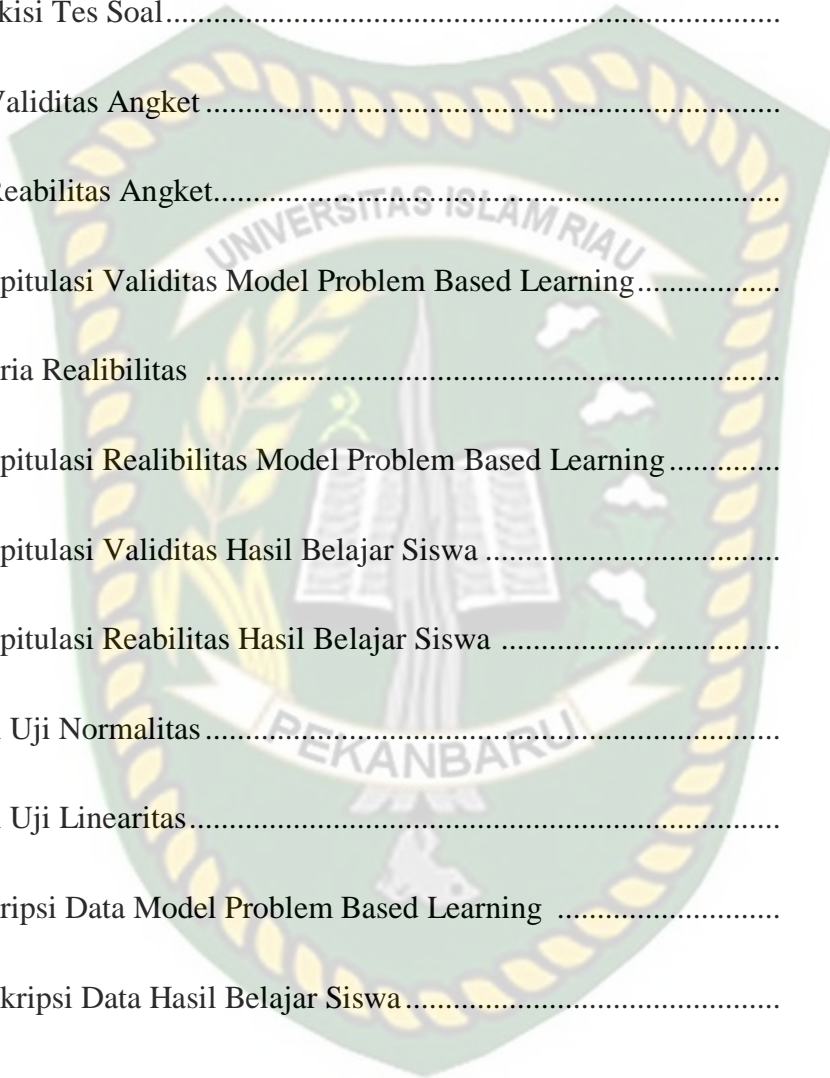 kisi Tes Soal
Validitas Angket
Reabilitas Angket
UNIVERSITAS ISLAM RIAU
pitulasi Validitas Model Problem Based Learning
ria Realibilitas
pitulasi Realibilitas Model Problem Based Learning
pitulasi Validitas Hasil Belajar Siswa
pitulasi Reabilitas Hasil Belajar Siswa
Uji Normalitas
PEKANBARU
Uji Linearitas
ripsi Data Model Problem Based Learning
kripsi Data Hasil Belajar Siswa